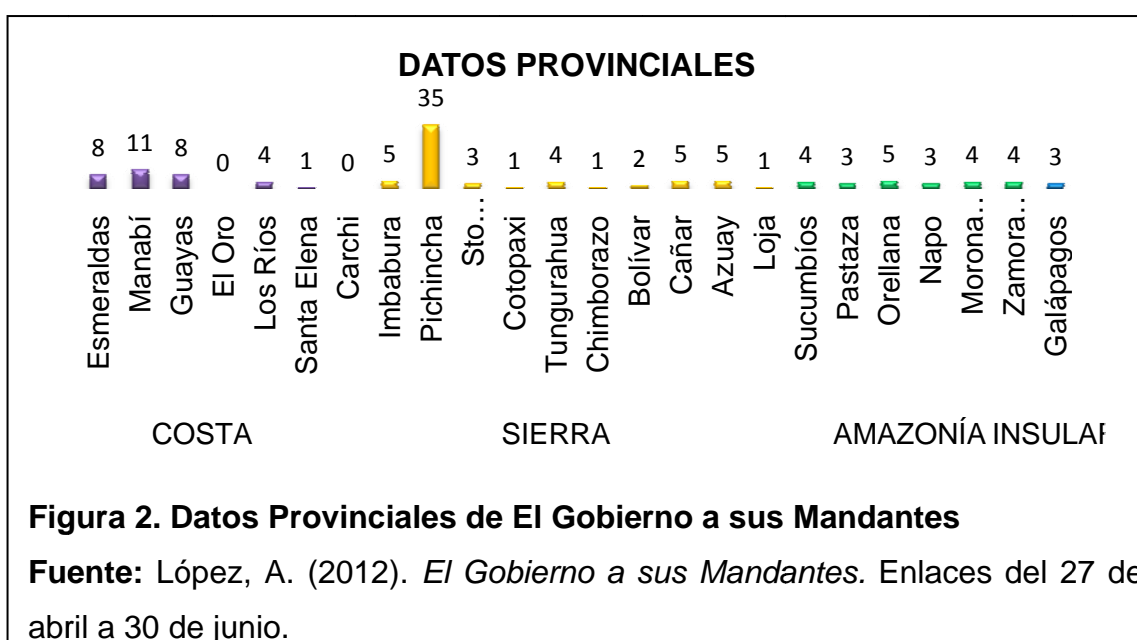 DATOS PROVINCIALES
35
8 11 8 0 4 1 0 5 3 1 4 1 2 5 5 1 4 3 5 3 4 4 3
Esmeraldas
Manabí
Guayas
El Oro
Los Ríos
Santa Elena
Carchi
Imbabura
Pichincha
Sto…
Cotopaxi
Tungurahua
Chimborazo
Bolívar
Cañar
Azuay
Loja
Sucumbíos
Pastaza
Orellana
Napo
Morona…
Zamora…
Galápagos
COSTA SIERRA AMAZONÍA INSULAR
Figura 2. Datos Provinciales de El Gobierno a sus Mandantes
Fuente: López, A. (2012). El Gobierno a sus Mandantes. Enlaces del 27 de
abril a 30 de junio.